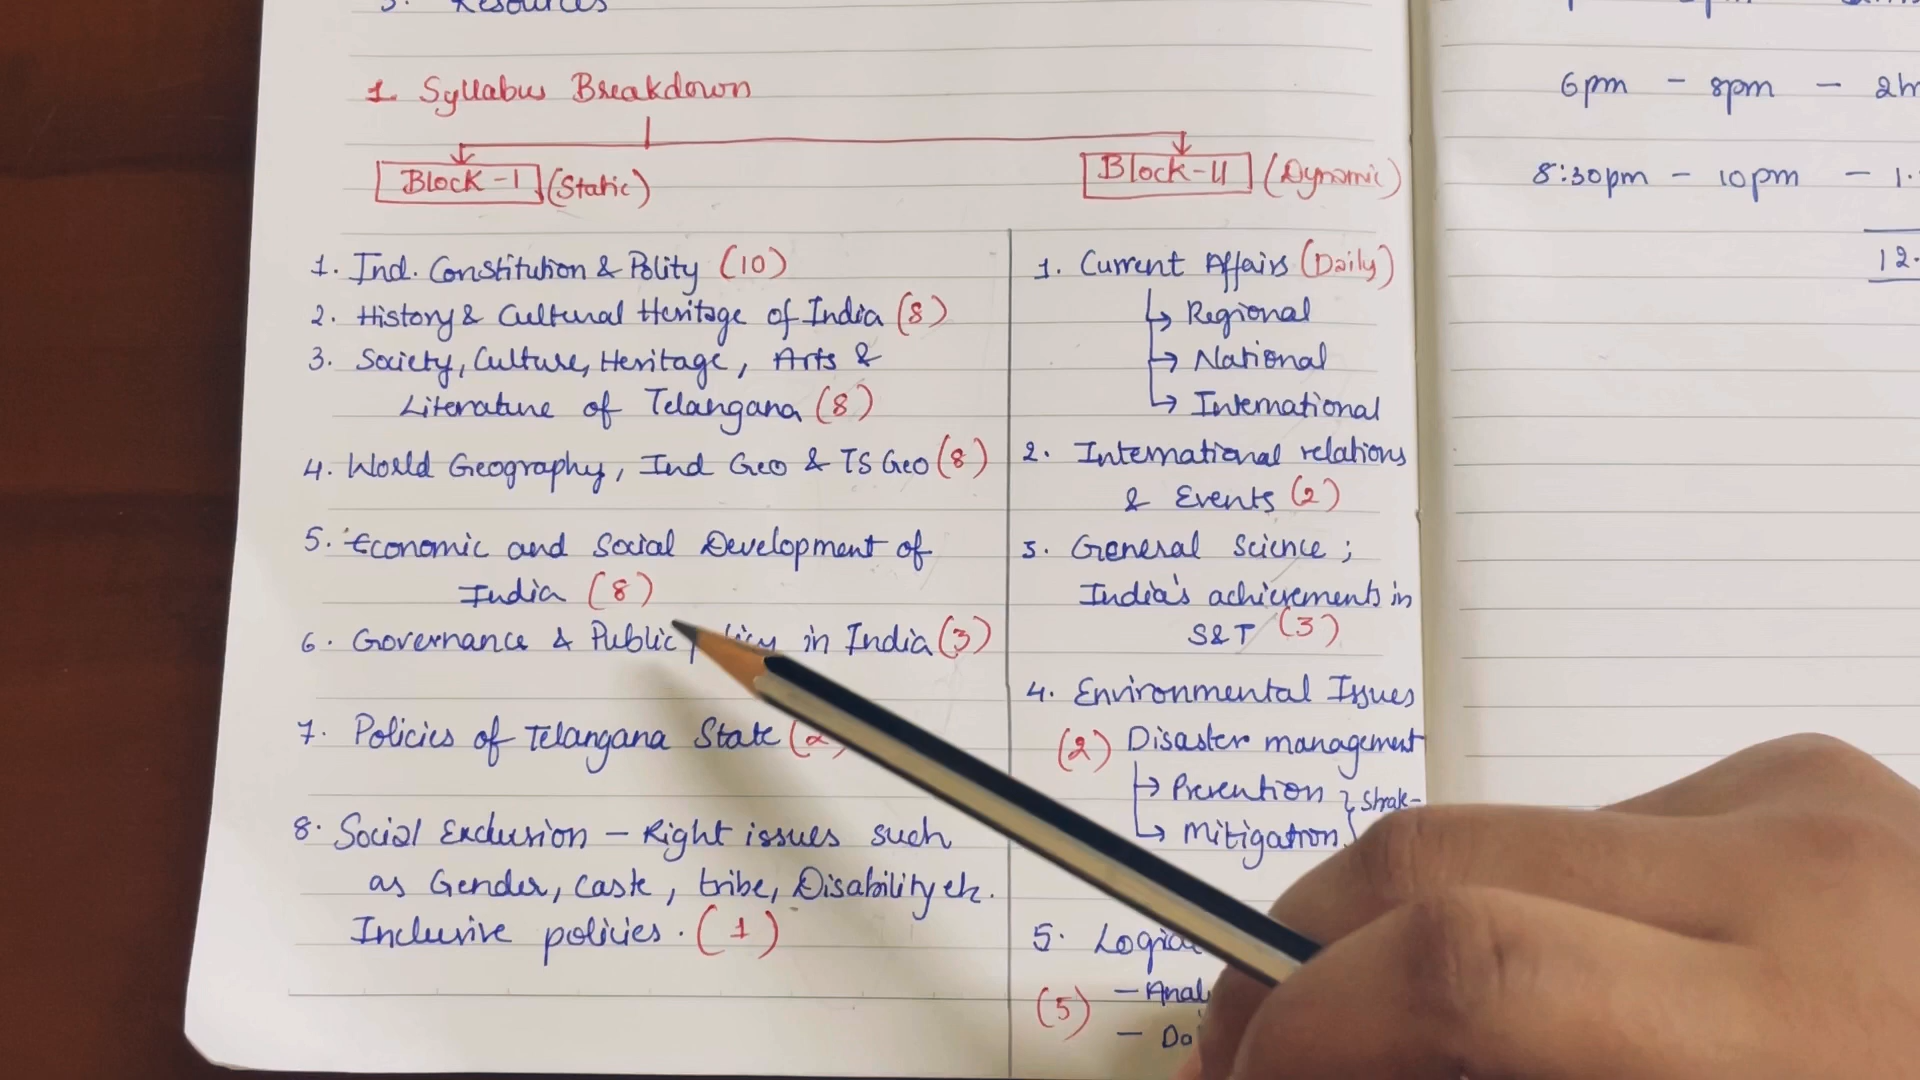 3. Resources
1. Syllabus Breakdown
Block-I (Static)
1. Ind. Constitution & Polity (10)
2. History & Cultural Heritage of India (8)
3. Society, Culture, Heritage, Arts &
Literature of Telangana (8)
4. World Geography, Ind Geo & TS Geo (8)
5. Economic and Social Development of
India (8)
6. Governance & Public in India (3)
7. Policies of Telangana State (2)
8. Social Exclusion – Right issues such
as Gender, caste, tribe, Disability etc.
Inclusive policies. (1)
Block-II (Dynamic)
1. Current Affairs (Daily)
↳ Regional
↳ National
↳ International
2. International relations
& Events (2)
3. General Science;
India's achievements in
S&T (3)
4. Environmental Issues
(2) Disaster management
↳ Prevention
↳ Mitigation
5.
(5)
6pm – 8pm – 2h
8:30pm – 10pm – 1.
12.